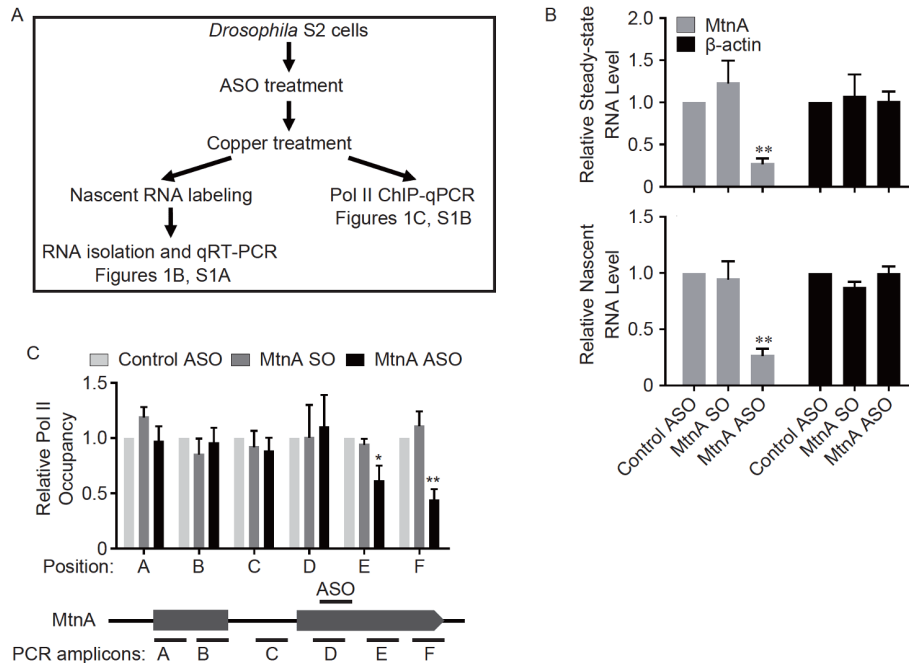 A
Drosophila S2 cells
ASO treatment
Copper treatment
Nascent RNA labeling
Pol II ChIP-qPCR
Figures 1C, S1B
RNA isolation and qRT-PCR
Figures 1B, S1A
B
MtnA
β-actin
Relative Steady-state
RNA Level
2.0
1.5
1.0
0.5
0
**
Relative Nascent
RNA Level
1.5
1.0
0.5
0
**
Control ASO
MtnA SO
MtnA ASO
Control ASO
MtnA SO
MtnA ASO
C
Control ASO MtnA SO MtnA ASO
Relative Pol II
Occupancy
1.5
1.0
0.5
0
*
**
Position: A B C D E F
ASO
MtnA
PCR amplicons: A B C D E F